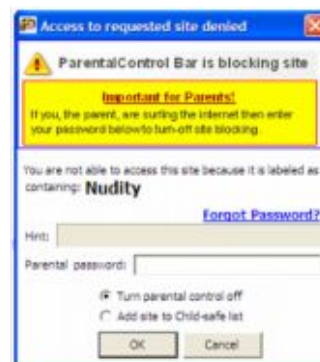 Access to requested site denied
ParentalControl Bar is blocking site
Important for Parents!
If you, the parent, are surfing the internet then enter
your password below to turn-off site blocking.
You are not able to access this site because it is labeled as
containing: Nudity
Forgot Password?
Hint:
Parental password:
Turn parental control off
Add site to Child-safe list
OK
Cancel